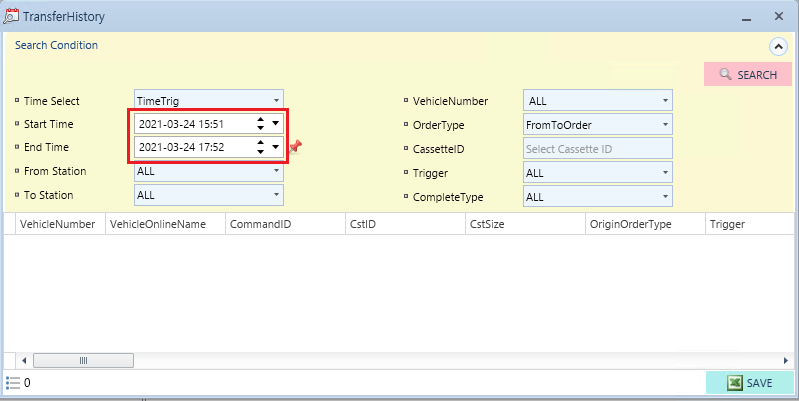 TransferHistory
Search Condition
SEARCH
Time Select TimeTrig
Start Time 2021-03-24 15:51
End Time 2021-03-24 17:52
From Station ALL
To Station ALL
VehicleNumber ALL
OrderType FromToOrder
CassetteID Select Cassette ID
Trigger ALL
CompleteType ALL
VehicleNumber VehicleOnlineName CommandID CstID CstSize OriginOrderType Trigger
0
SAVE